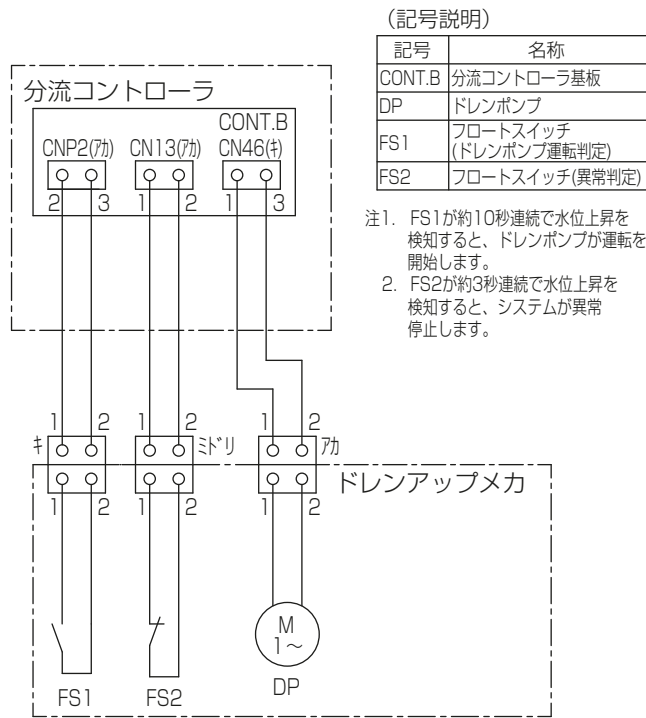 (記号説明)
記号 名称
CONT.B 分流コントローラ基板
DP ドレンポンプ
FS1 フロートスイッチ
(ドレンポンプ運転判定)
FS2 フロートスイッチ(異常判定)
注1. FS1が約10秒連続で水位上昇を
検知すると、ドレンポンプが運転を
開始します。
2. FS2が約3秒連続で水位上昇を
検知すると、システムが異常
停止します。
分流コントローラ
CONT.B
CNP2(ｱｶ) CN13(ｱｶ) CN46(ｷ)
2 3 1 2 1 3
1 2 1 2 1 2
ｷ ﾐﾄﾞﾘ ｱｶ
ドレンアップメカ
1 2 1 2 1 2
M
1～
FS1 FS2 DP